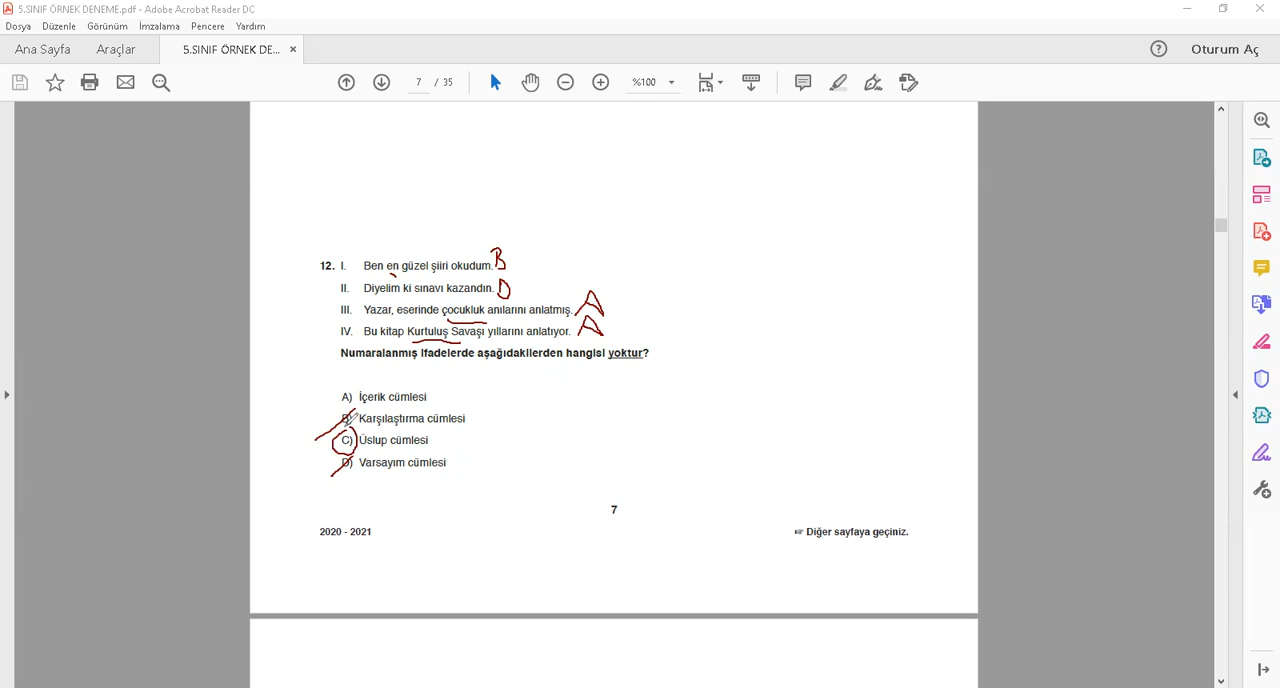 5.SINIF ÖRNEK DENEME.pdf - Adobe Acrobat Reader DC
Dosya Düzenle Görünüm İmzalama Pencere Yardım
Ana Sayfa Araçlar 5.SINIF ÖRNEK DE... × ? Oturum Aç
7 / 35 %100
12. I. Ben en güzel şiiri okudum. B
II. Diyelim ki sınavı kazandın. D
III. Yazar, eserinde çocukluk anılarını anlatmış. A
IV. Bu kitap Kurtuluş Savaşı yıllarını anlatıyor. A
Numaralanmış ifadelerde aşağıdakilerden hangisi yoktur?
A) İçerik cümlesi
B) Karşılaştırma cümlesi
C) Üslup cümlesi
D) Varsayım cümlesi
7
2020 - 2021 ☞ Diğer sayfaya geçiniz.